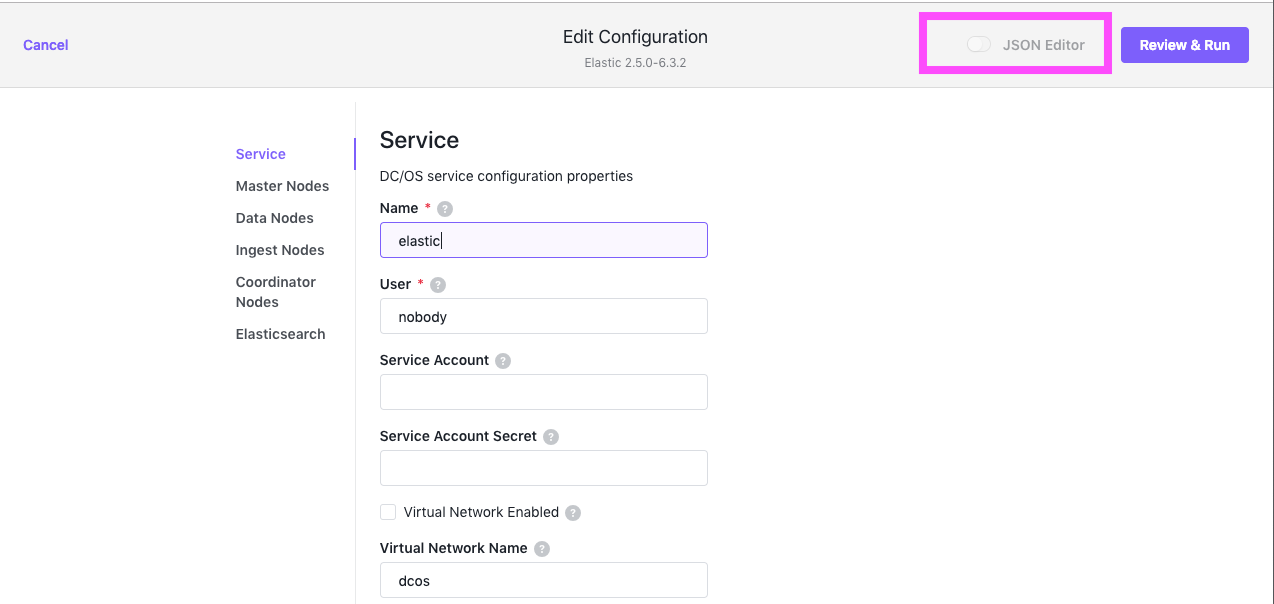 Cancel
Edit Configuration
Elastic 2.5.0-6.3.2
JSON Editor
Review & Run
Service
Master Nodes
Data Nodes
Ingest Nodes
Coordinator
Nodes
Elasticsearch
Service
DC/OS service configuration properties
Name * ?
elastic
User * ?
nobody
Service Account ?
Service Account Secret ?
Virtual Network Enabled ?
Virtual Network Name ?
dcos